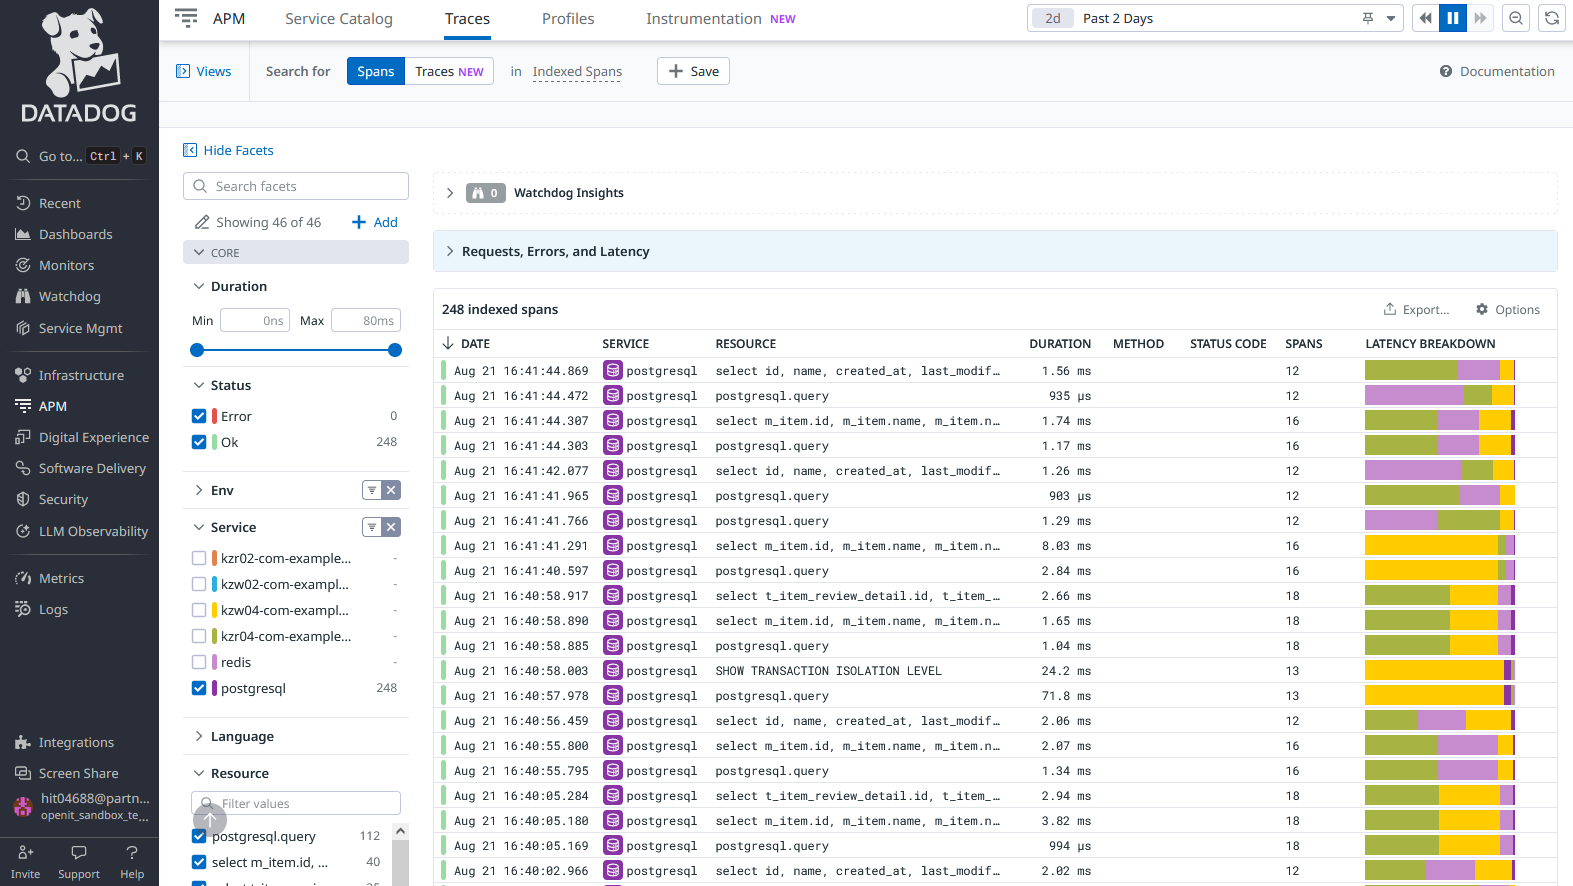 DATADOG
Go to... Ctrl + K
Recent
Dashboards
Monitors
Watchdog
Service Mgmt
Infrastructure
APM
Digital Experience
Software Delivery
Security
LLM Observability
Metrics
Logs
Integrations
Screen Share
hit04688@partn...
openit_sandbox_te...
Invite Support Help
APM Service Catalog Traces Profiles Instrumentation NEW
2d Past 2 Days
Views Search for Spans Traces NEW in Indexed Spans Save
Documentation
Hide Facets
Search facets
Showing 46 of 46 Add
CORE
Duration
Min 0ns Max 80ms
Status
Error 0
Ok 248
Env
Service
kzr02-com-example... -
kzw02-com-exampl... -
kzw04-com-exampl... -
kzr04-com-example... -
redis -
postgresql 248
Language
Resource
Filter values
postgresql.query 112
select m_item.id, ... 40
0 Watchdog Insights
Requests, Errors, and Latency
248 indexed spans Export... Options
DATE SERVICE RESOURCE DURATION METHOD STATUS CODE SPANS LATENCY BREAKDOWN
Aug 21 16:41:44.869 postgresql select id, name, created_at, last_modif… 1.56 ms 12
Aug 21 16:41:44.472 postgresql postgresql.query 935 µs 12
Aug 21 16:41:44.307 postgresql select m_item.id, m_item.name, m_item.n… 1.74 ms 16
Aug 21 16:41:44.303 postgresql postgresql.query 1.17 ms 16
Aug 21 16:41:42.077 postgresql select id, name, created_at, last_modif… 1.26 ms 12
Aug 21 16:41:41.965 postgresql postgresql.query 903 µs 12
Aug 21 16:41:41.766 postgresql postgresql.query 1.29 ms 12
Aug 21 16:41:41.291 postgresql select m_item.id, m_item.name, m_item.n… 8.03 ms 16
Aug 21 16:41:40.597 postgresql postgresql.query 2.84 ms 16
Aug 21 16:40:58.917 postgresql select t_item_review_detail.id, t_item_… 2.66 ms 18
Aug 21 16:40:58.890 postgresql select m_item.id, m_item.name, m_item.n… 1.65 ms 18
Aug 21 16:40:58.885 postgresql postgresql.query 1.04 ms 18
Aug 21 16:40:58.003 postgresql SHOW TRANSACTION ISOLATION LEVEL 24.2 ms 13
Aug 21 16:40:57.978 postgresql postgresql.query 71.8 ms 13
Aug 21 16:40:56.459 postgresql select id, name, created_at, last_modif… 2.06 ms 12
Aug 21 16:40:55.800 postgresql select m_item.id, m_item.name, m_item.n… 2.07 ms 16
Aug 21 16:40:55.795 postgresql postgresql.query 1.34 ms 16
Aug 21 16:40:05.284 postgresql select t_item_review_detail.id, t_item_… 2.94 ms 18
Aug 21 16:40:05.180 postgresql select m_item.id, m_item.name, m_item.n… 3.82 ms 18
Aug 21 16:40:05.169 postgresql postgresql.query 994 µs 18
Aug 21 16:40:02.966 postgresql select id, name, created_at, last_modif… 2.02 ms 12